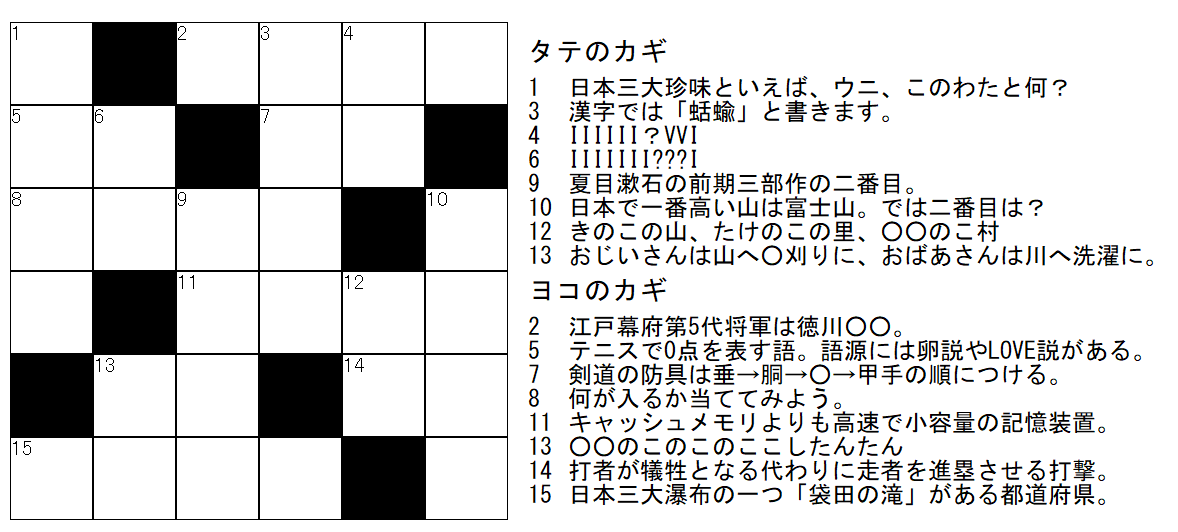 1
2
3
4
5
6
7
8
9
10
11
12
13
14
15
タテのカギ
1 日本三大珍味といえば、ウニ、このわたと何？
3 漢字では「蛞蝓」と書きます。
4 IIIIII？VVI
6 IIIIIII???I
9 夏目漱石の前期三部作の二番目。
10 日本で一番高い山は富士山。では二番目は？
12 きのこの山、たけのこの里、〇〇のこ村
13 おじいさんは山へ〇刈りに、おばあさんは川へ洗濯に。
ヨコのカギ
2 江戸幕府第5代将軍は徳川〇〇。
5 テニスで0点を表す語。語源には卵説やLOVE説がある。
7 剣道の防具は垂→胴→〇→甲手の順につける。
8 何が入るか当ててみよう。
11 キャッシュメモリよりも高速で小容量の記憶装置。
13 〇〇のこのこのここしたんたん
14 打者が犠牲となる代わりに走者を進塁させる打撃。
15 日本三大瀑布の一つ「袋田の滝」がある都道府県。